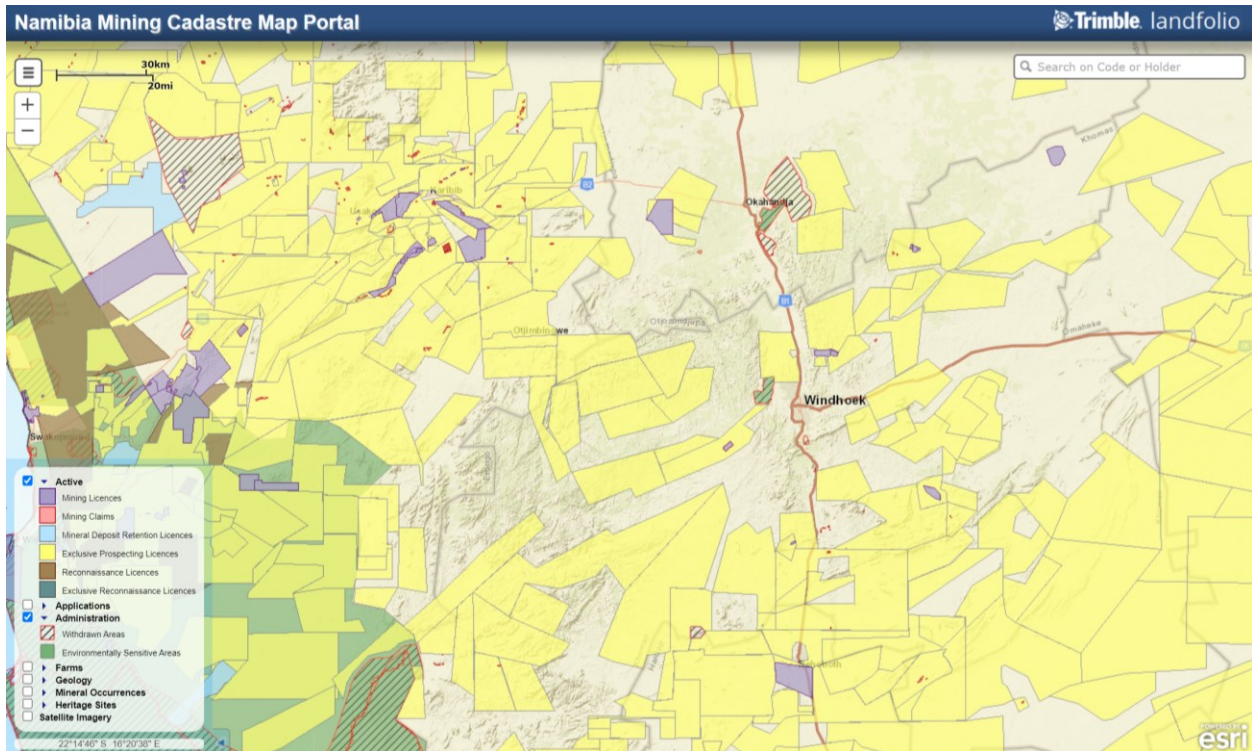 Namibia Mining Cadastre Map Portal
Trimble. landfolio
30km
20mi
Search on Code or Holder
+
−
Khomas
B2
Karibib
Okahandja
B1
Otjimbingwe
Otjozondjupa
Omaheke
Windhoek
Active
Mining Licences
Mining Claims
Mineral Deposit Retention Licences
Exclusive Prospecting Licences
Reconnaissance Licences
Exclusive Reconnaissance Licences
Applications
Administration
Withdrawn Areas
Environmentally Sensitive Areas
Farms
Geology
Mineral Occurrences
Heritage Sites
Satellite Imagery
22°14'46" S 16°20'38" E
esri